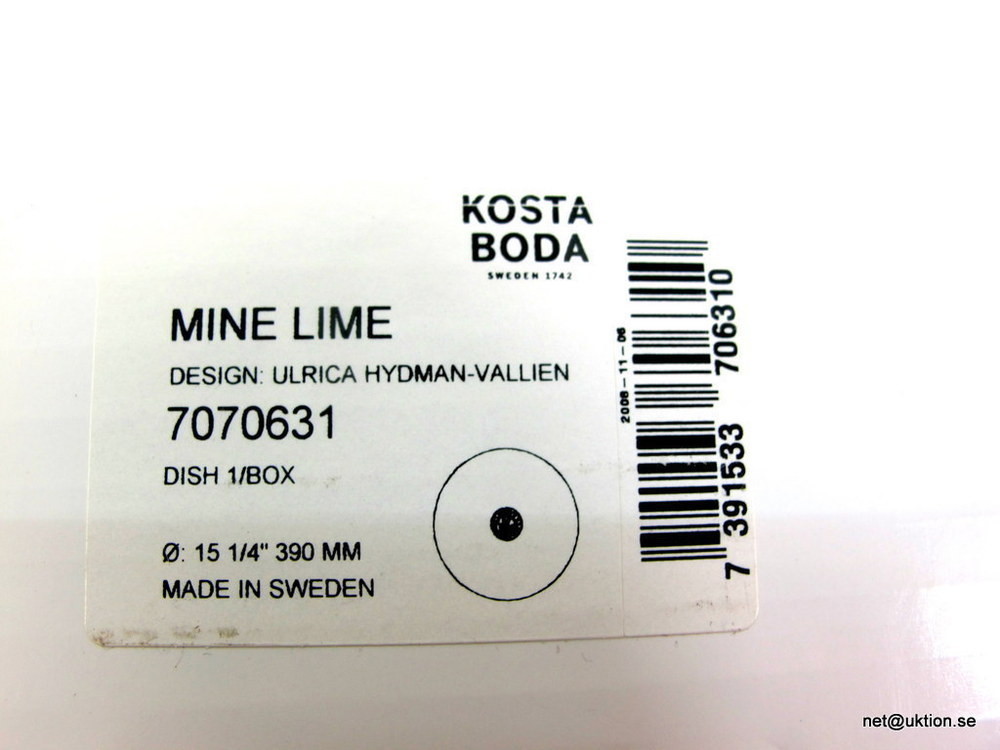 KOSTA
BODA
SWEDEN 1742
MINE LIME
DESIGN: ULRICA HYDMAN-VALLIEN
7070631
DISH 1/BOX
Ø: 15 1/4" 390 MM
MADE IN SWEDEN
2008-11-06
7 391533 706310
net@uktion.se